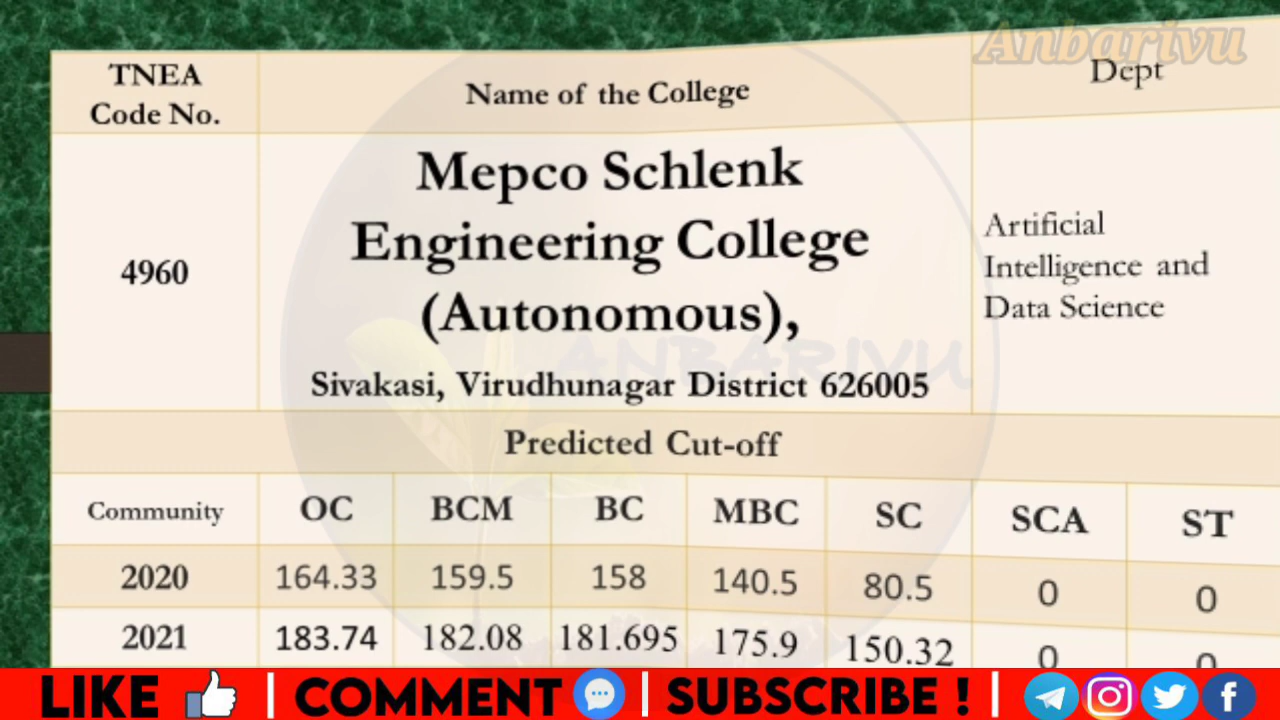 Anbarivu
TNEA
Code No.
Name of the College
Dept
4960
Mepco Schlenk
Engineering College
(Autonomous),
Sivakasi, Virudhunagar District 626005
Artificial
Intelligence and
Data Science
ANBARIVU
Predicted Cut-off
Community OC BCM BC MBC SC SCA ST
2020 164.33 159.5 158 140.5 80.5 0 0
2021 183.74 182.08 181.695 175.9 150.32 0 0
LIKE | COMMENT | SUBSCRIBE ! |